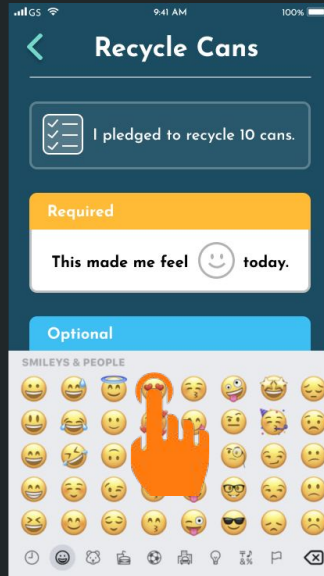 GS 9:41 AM 100%
Recycle Cans
I pledged to recycle 10 cans.
Required
This made me feel today.
Optional
SMILEYS & PEOPLE